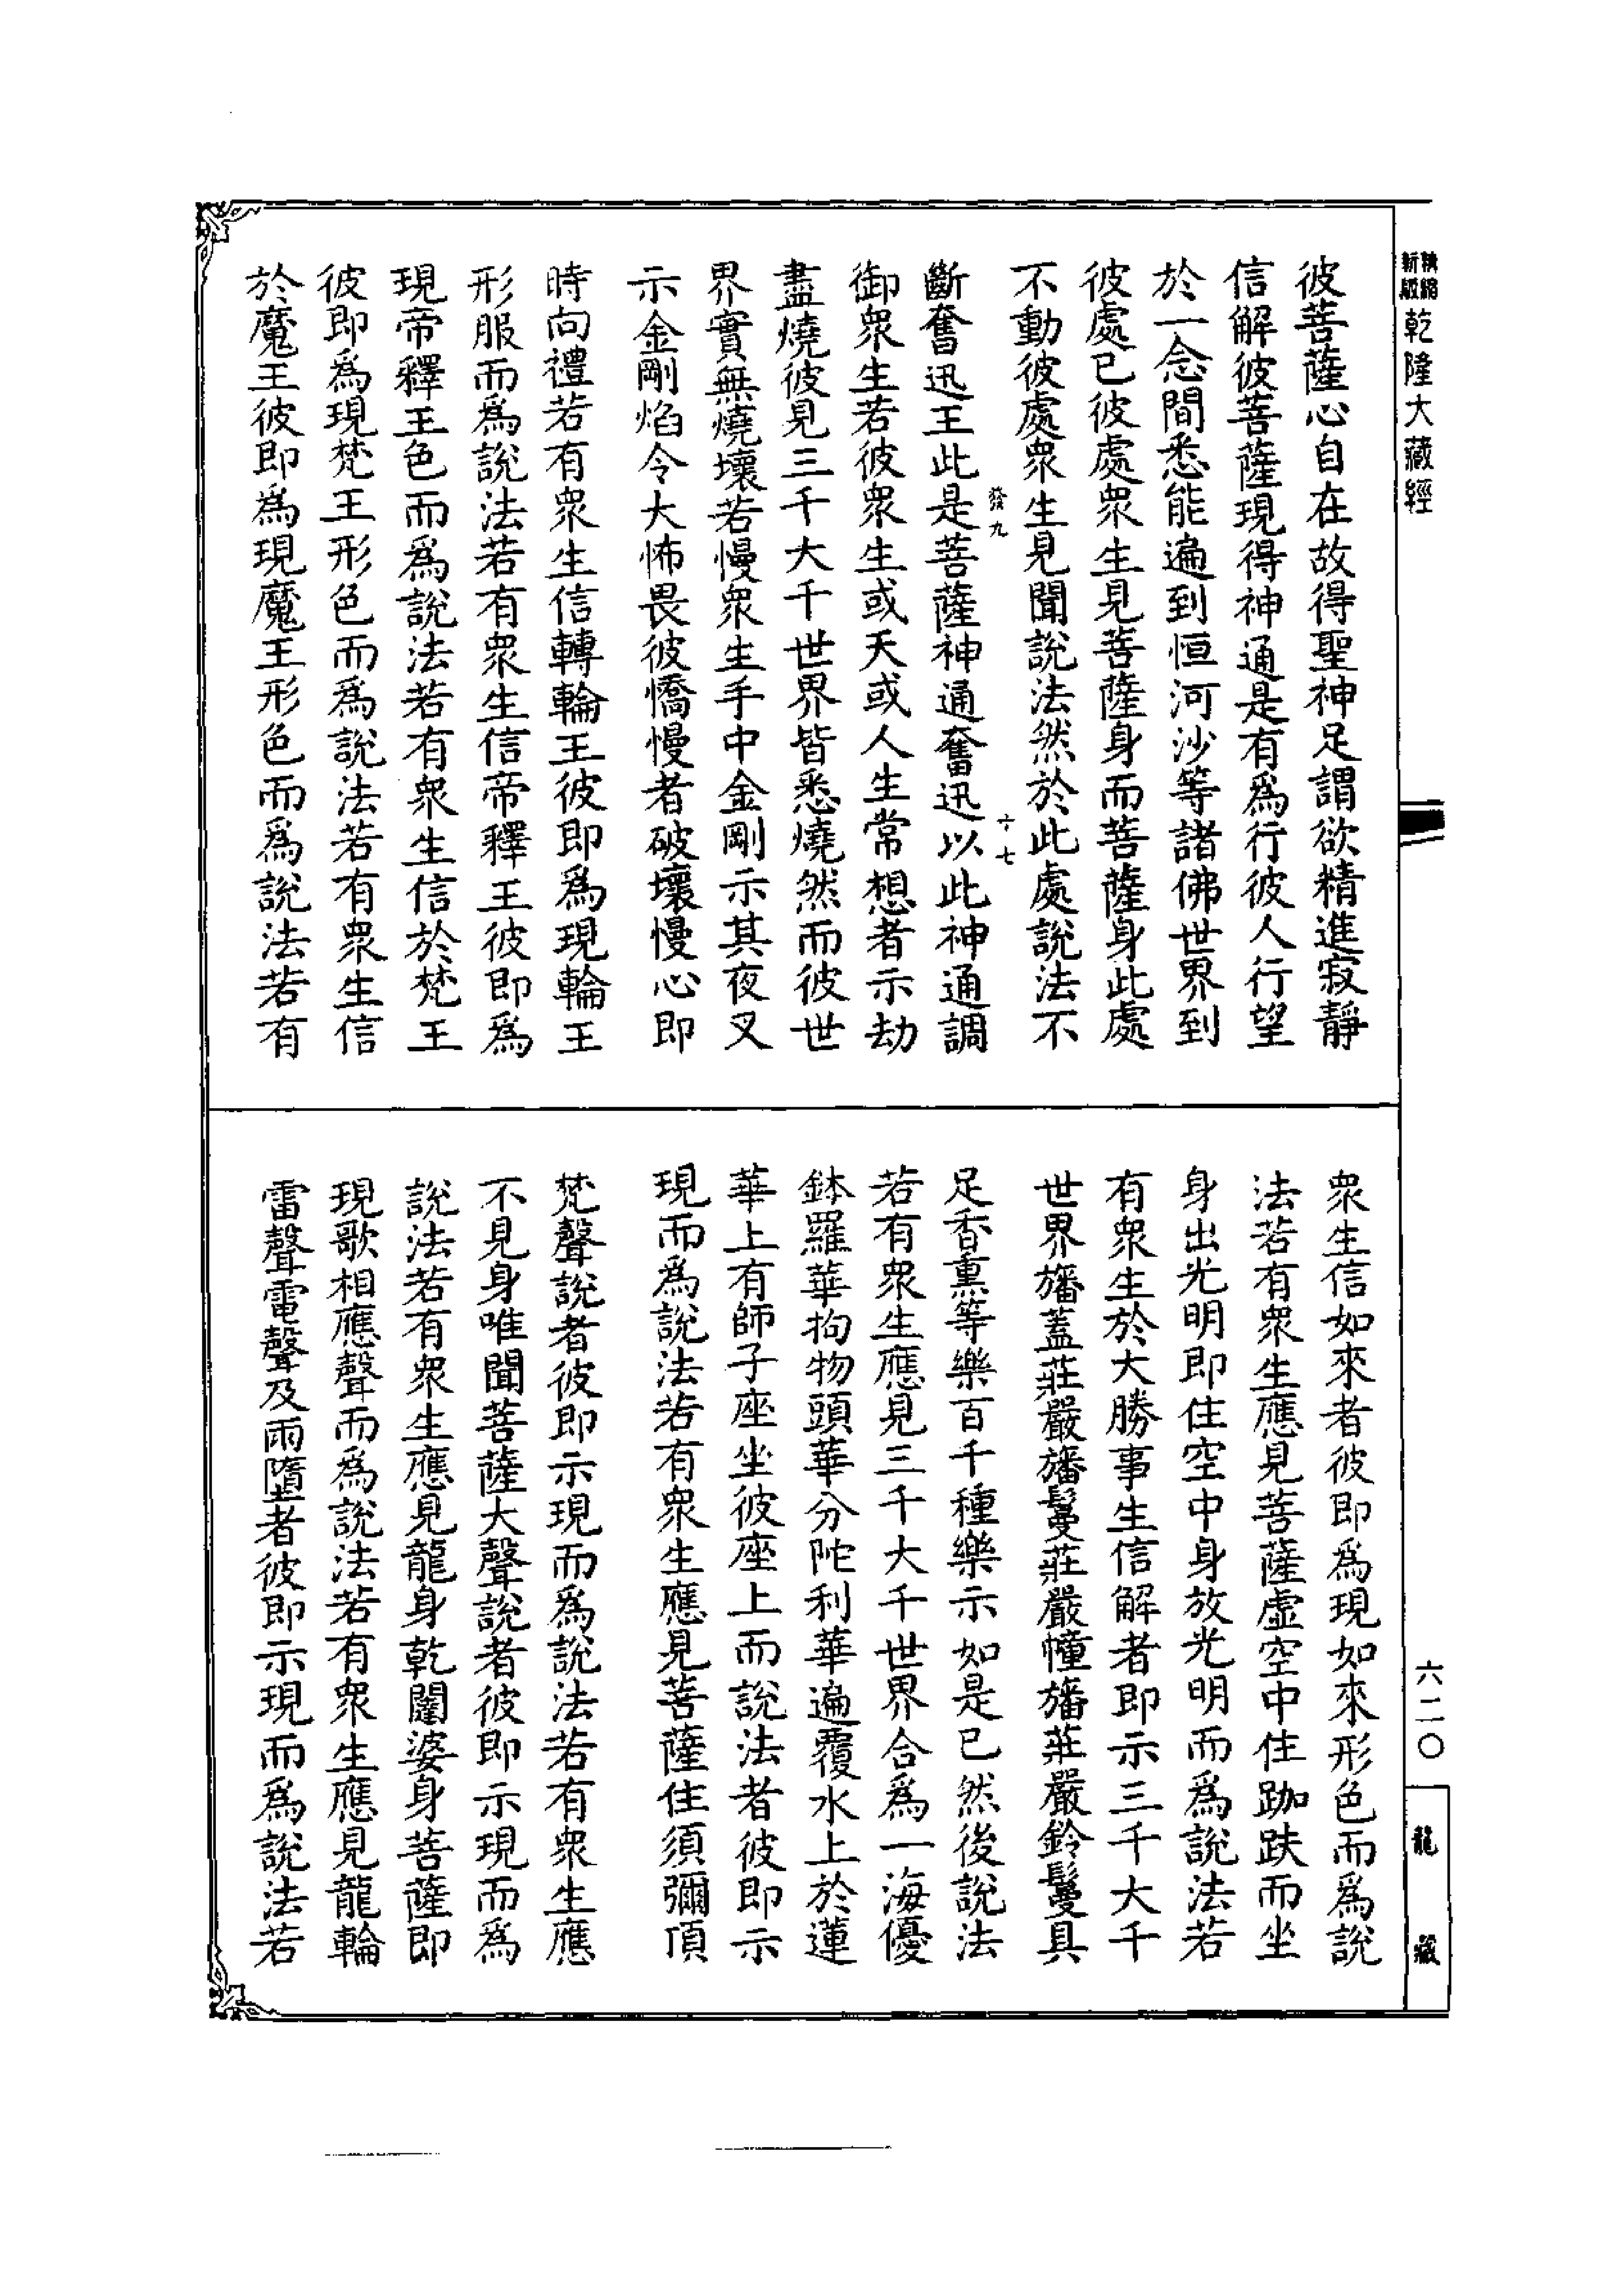 精縮
新版
乾隆大藏經
彼菩薩心自在故得聖神足謂欲精進寂靜
信解彼菩薩現得神通是有爲行彼人行望
於一念間悉能遍到恒河沙等諸佛世界到
彼處已彼處衆生見菩薩身而菩薩身此處
不動彼處衆生見聞說法然於此處說法不
發九
十七
斷奮迅王此是菩薩神通奮迅以此神通調
御衆生若彼衆生或天或人生常想者示劫
盡燒彼見三千大千世界皆悉燒然而彼世
界實無燒壞若慢衆生手中金剛示其夜叉
示金剛焰令大怖畏彼憍慢者破壞慢心即
時向禮若有衆生信轉輪王彼即爲現輪王
形服而爲說法若有衆生信帝釋王彼即爲
現帝釋王色而爲說法若有衆生信於梵王
彼即爲現梵王形色而爲說法若有衆生信
於魔王彼即爲現魔王形色而爲說法若有
衆生信如來者彼即爲現如來形色而爲說
法若有衆生應見菩薩虛空中住跏趺而坐
身出光明即住空中身放光明而爲說法若
有衆生於大勝事生信解者即示三千大千
世界旛蓋莊嚴旛鬘莊嚴幢旛莊嚴鈴鬘具
足香熏等樂百千種樂示如是已然後說法
若有衆生應見三千大千世界合爲一海優
鉢羅華拘物頭華分陀利華遍覆水上於蓮
華上有師子座坐彼座上而說法者彼即示
現而爲說法若有衆生應見菩薩住須彌頂
梵聲說者彼即示現而爲說法若有衆生應
不見身唯聞菩薩大聲說者彼即示現而爲
說法若有衆生應見龍身乾闥婆身菩薩即
現歌相應聲而爲說法若有衆生應見龍輪
雷聲電聲及雨墮者彼即示現而爲說法若
六二〇
龍藏